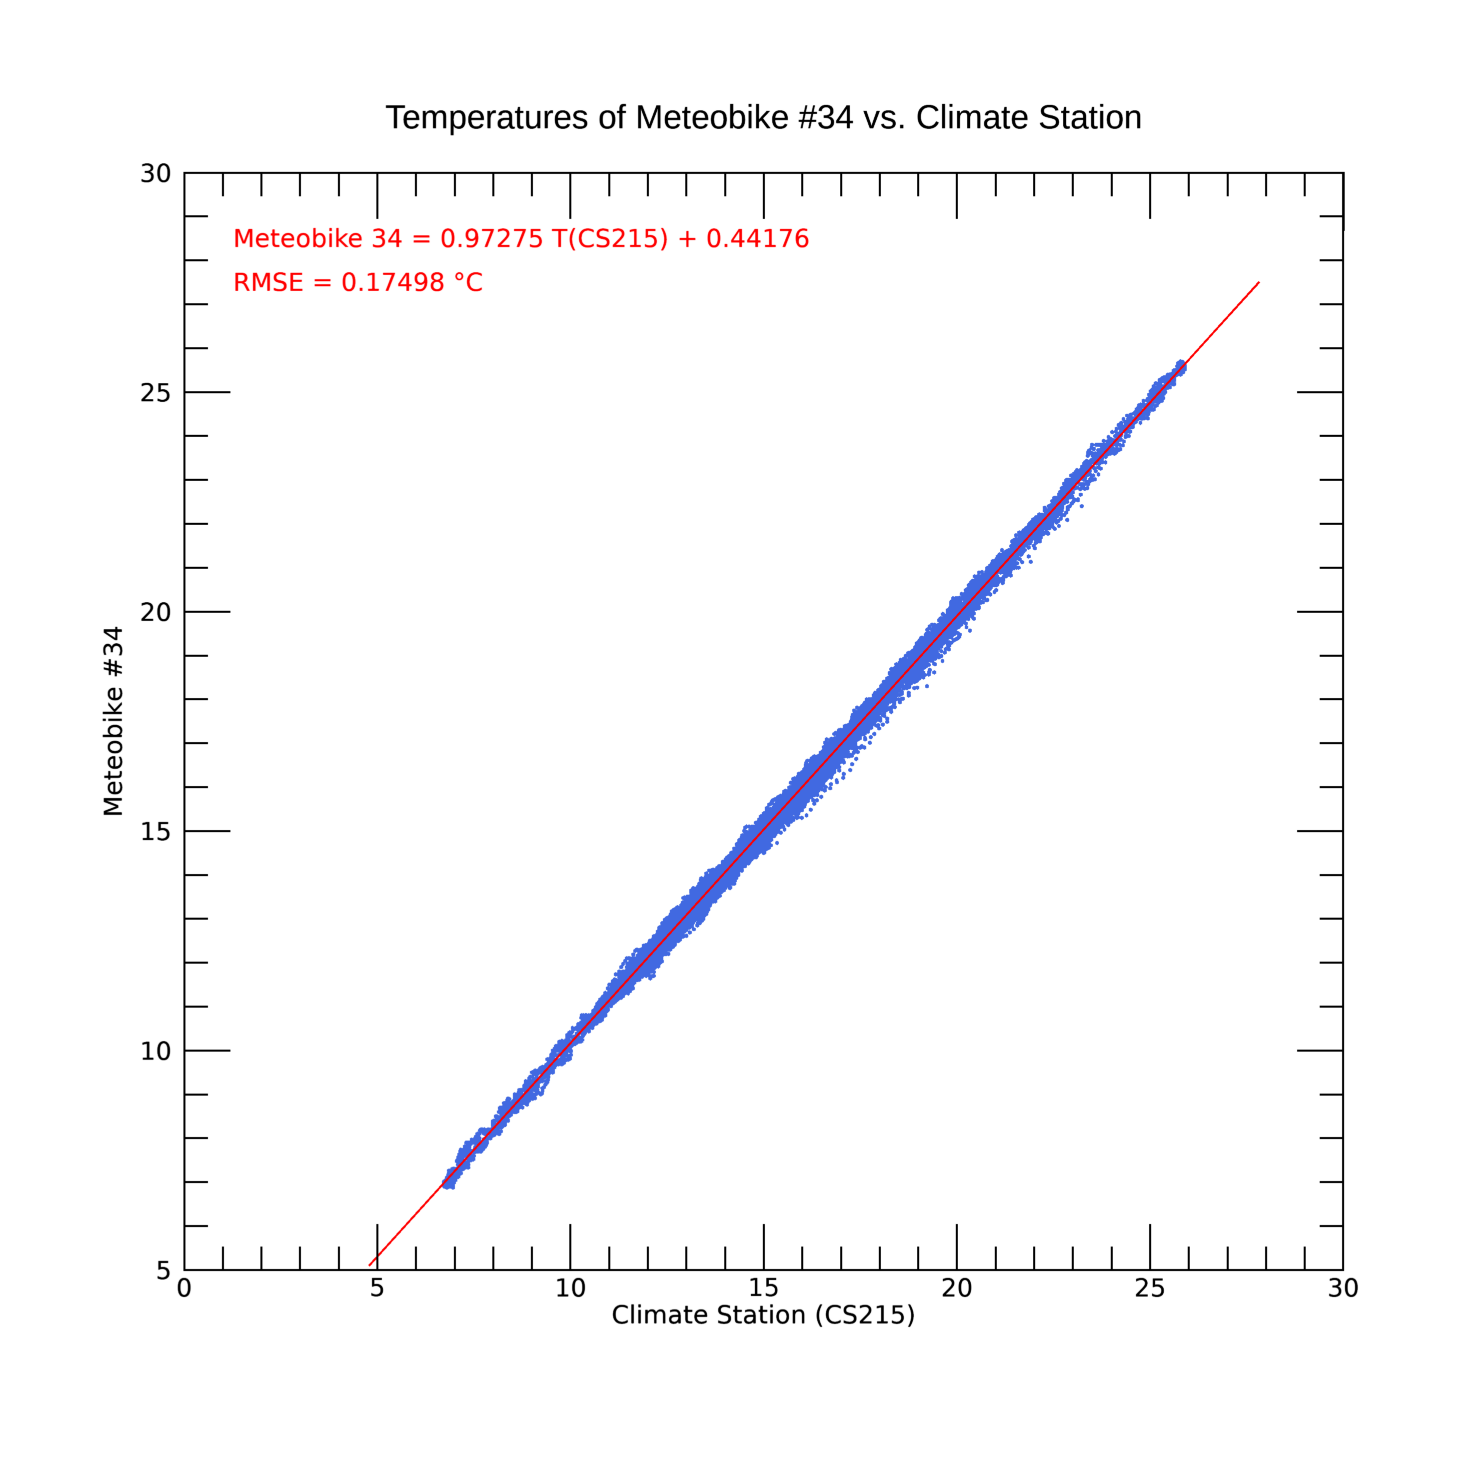 Temperatures of Meteobike #34 vs. Climate Station
Meteobike 34 = 0.97275 T(CS215) + 0.44176
RMSE = 0.17498 °C
30
25
20
15
10
5
Meteobike #34
0 5 10 15 20 25 30
Climate Station (CS215)